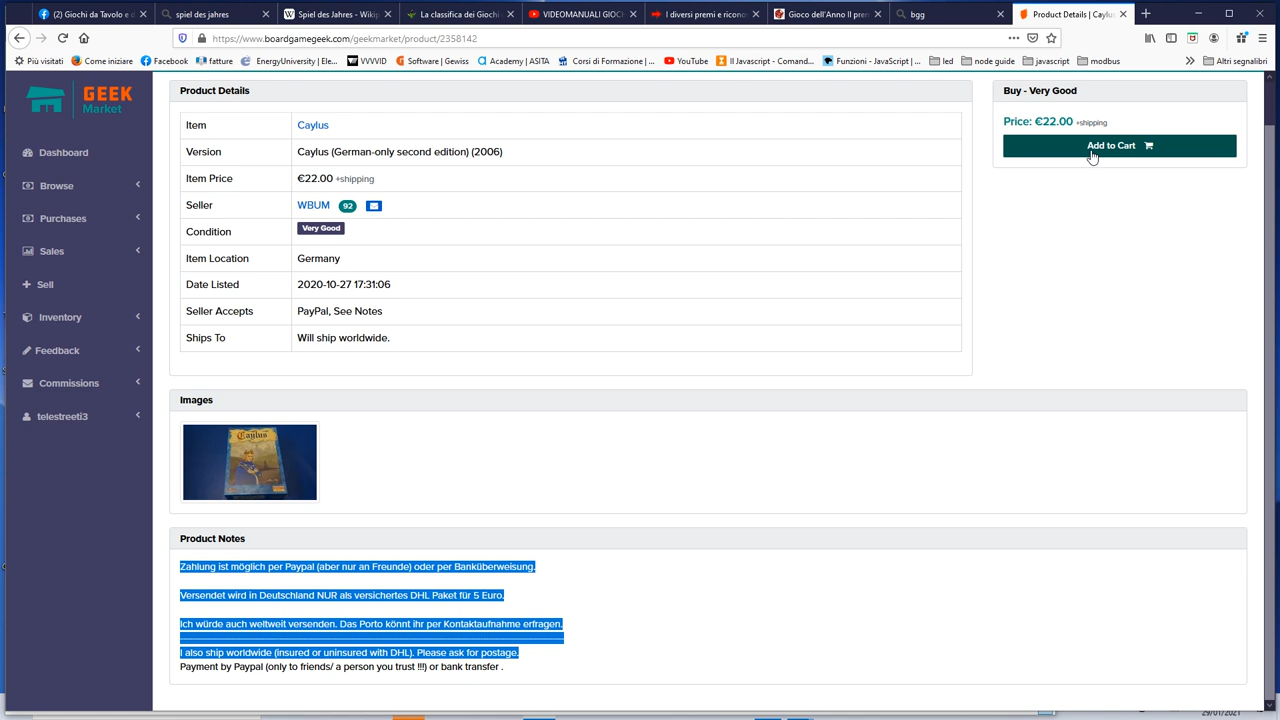 (2) Giochi di Tavolo e d
spiel des jahres
Spiel des Jahres - Wikip
La classifica dei Giochi
VIDEOMANUALI GIOCHI
I diversi premi e ricono
Gioco dell'Anno Il prem
bgg
Product Details | Caylus
https://www.boardgamegeek.com/geekmarket/product/2358142
Più visitati
Come iniziare
Facebook
fatture
EnergyUniversity | Ele...
VVVVID
Software | Gewiss
Academy | ASITA
Corsi di Formazione | ...
YouTube
Il Javascript - Comand...
Funzioni - JavaScript | ...
led
node guide
javascript
modbus
Altri segnalibri
GEEK
Market
Dashboard
Browse
Purchases
Sales
Sell
Inventory
Feedback
Commissions
telestreeti3
Product Details
Item Caylus
Version Caylus (German-only second edition) (2006)
Item Price €22.00 +shipping
Seller WBUM 92
Condition Very Good
Item Location Germany
Date Listed 2020-10-27 17:31:06
Seller Accepts PayPal, See Notes
Ships To Will ship worldwide.
Buy - Very Good
Price: €22.00 +shipping
Add to Cart
Images
Caylus
Product Notes
Zahlung ist möglich per Paypal (aber nur an Freunde) oder per Banküberweisung.
Versendet wird in Deutschland NUR als versichertes DHL Paket für 5 Euro.
Ich würde auch weltweit versenden. Das Porto könnt ihr per Kontaktaufnahme erfragen.
I also ship worldwide (insured or uninsured with DHL). Please ask for postage.
Payment by Paypal (only to friends/ a person you trust !!!) or bank transfer .
29/01/2021